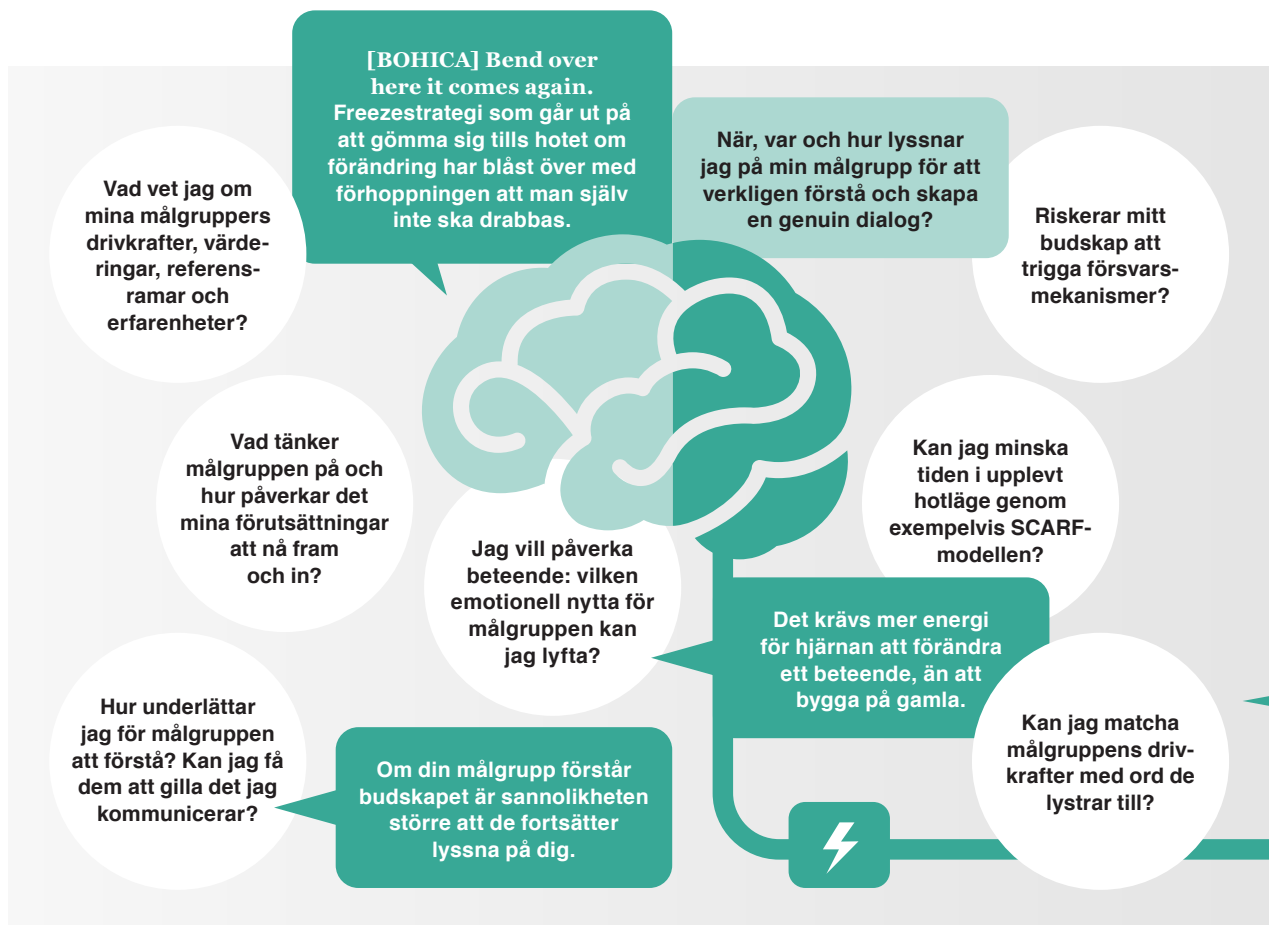 [BOHICA] Bend over
here it comes again.
Freezestrategi som går ut på
att gömma sig tills hotet om
förändring har blåst över med
förhoppningen att man själv
inte ska drabbas.
När, var och hur lyssnar
jag på min målgrupp för att
verkligen förstå och skapa
en genuin dialog?
Vad vet jag om
mina målgruppers
drivkrafter, värde-
ringar, referens-
ramar och
erfarenheter?
Riskerar mitt
budskap att
trigga försvars-
mekanismer?
Vad tänker
målgruppen på och
hur påverkar det
mina förutsättningar
att nå fram
och in?
Kan jag minska
tiden i upplevt
hotläge genom
exempelvis SCARF-
modellen?
Jag vill påverka
beteende: vilken
emotionell nytta för
målgruppen kan
jag lyfta?
Det krävs mer energi
för hjärnan att förändra
ett beteende, än att
bygga på gamla.
Hur underlättar
jag för målgruppen
att förstå? Kan jag få
dem att gilla det jag
kommunicerar?
Om din målgrupp förstår
budskapet är sannolikheten
större att de fortsätter
lyssna på dig.
Kan jag matcha
målgruppens driv-
krafter med ord de
lystrar till?